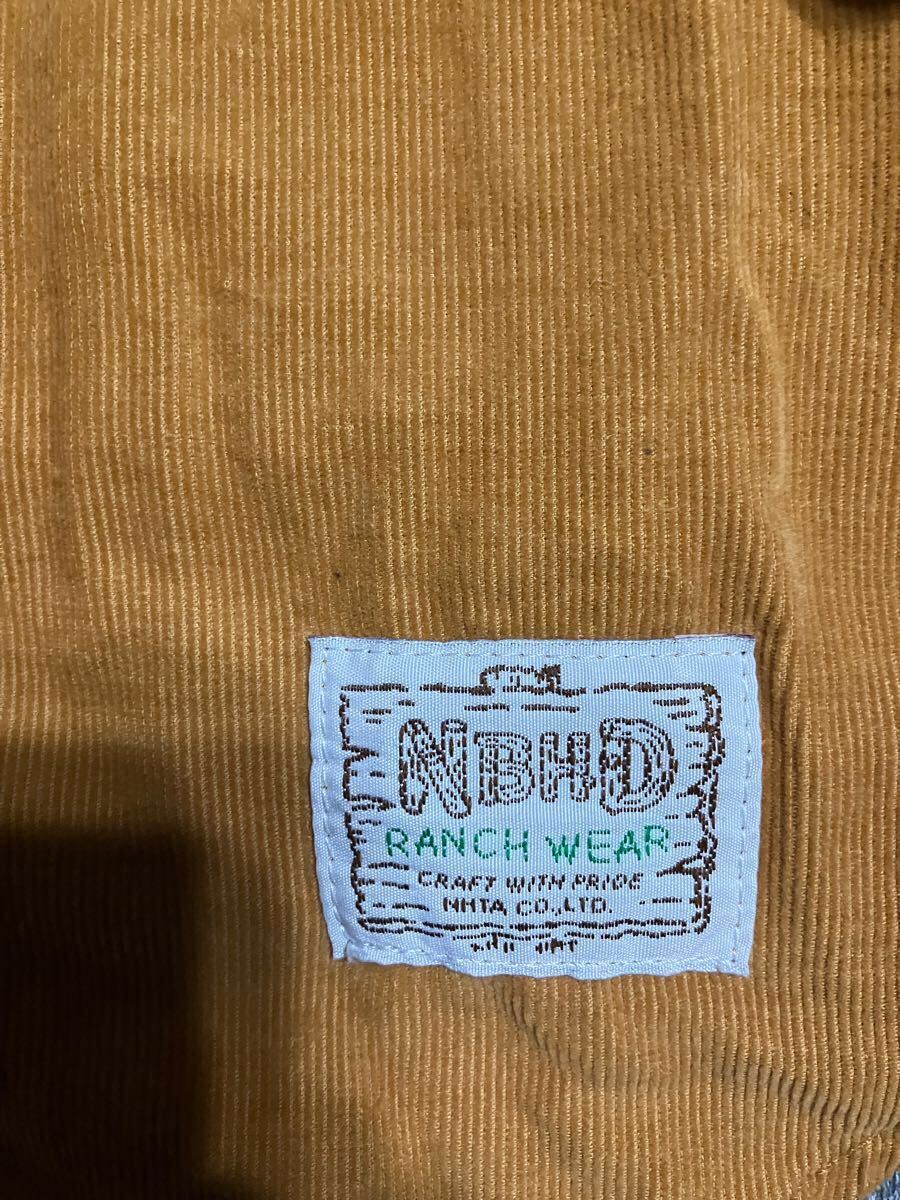 NBHD
RANCH WEAR
CRAFT WITH PRIDE
NHTA CO.,LTD.